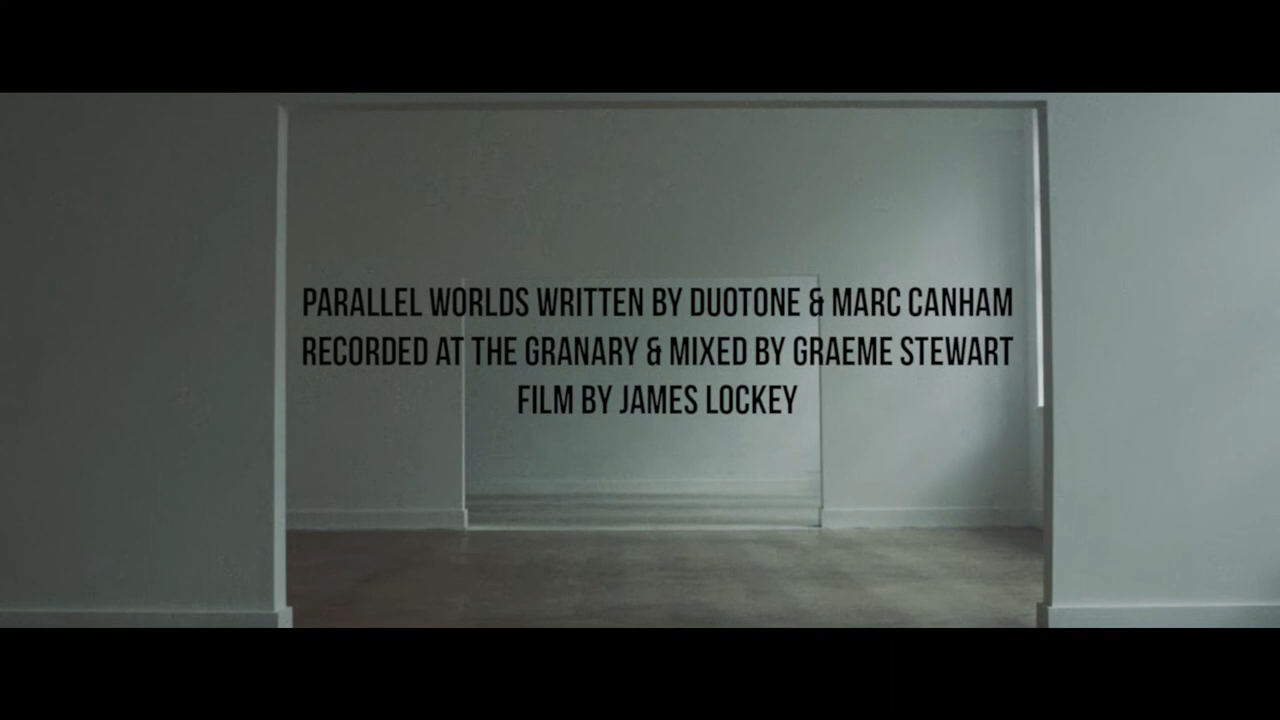 PARALLEL WORLDS WRITTEN BY DUOTONE & MARC CANHAM
RECORDED AT THE GRANARY & MIXED BY GRAEME STEWART
FILM BY JAMES LOCKEY